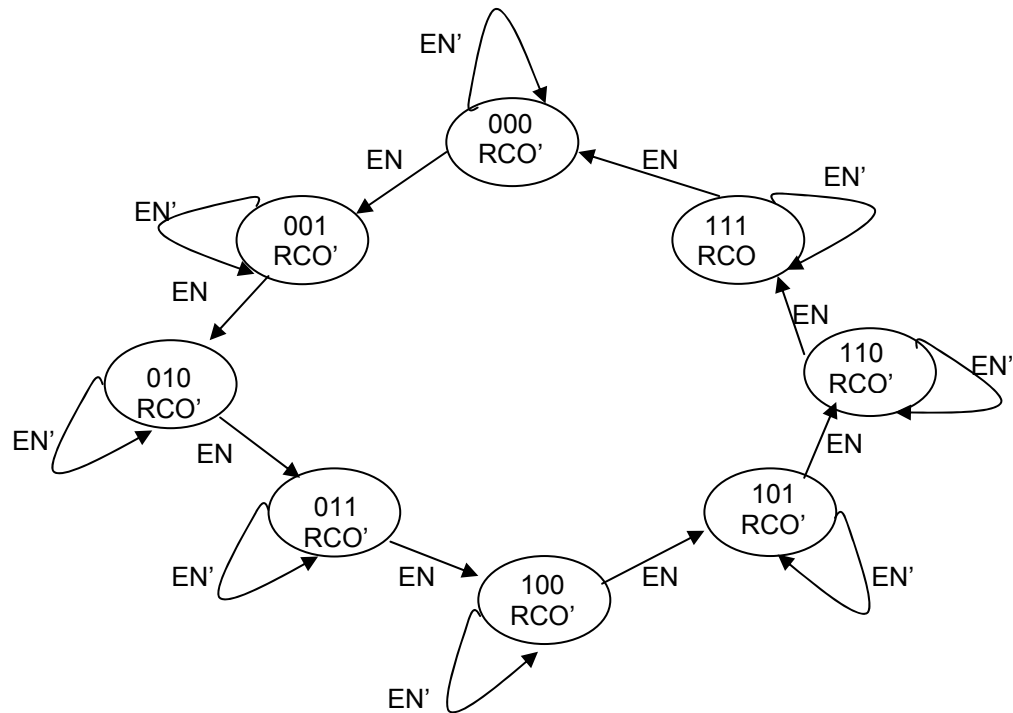 EN’
000
RCO’
EN
EN
EN’
001
RCO’
EN’
111
RCO
EN
EN
010
RCO’
EN’
EN
110
RCO’
EN’
011
RCO’
EN’
EN
101
RCO’
EN
EN’
100
RCO’
EN
EN’